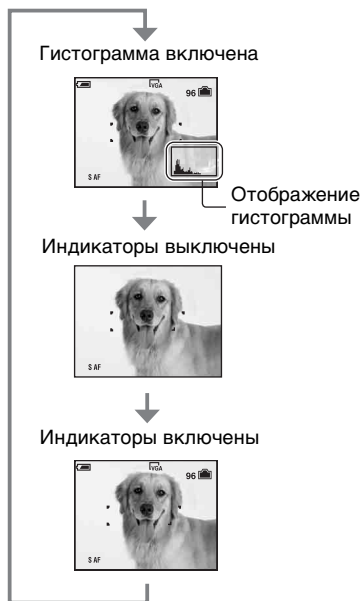 Гистограмма включена
VGA
96
S AF
Отображение
гистограммы
Индикаторы выключены
S AF
Индикаторы включены
VGA
96
S AF